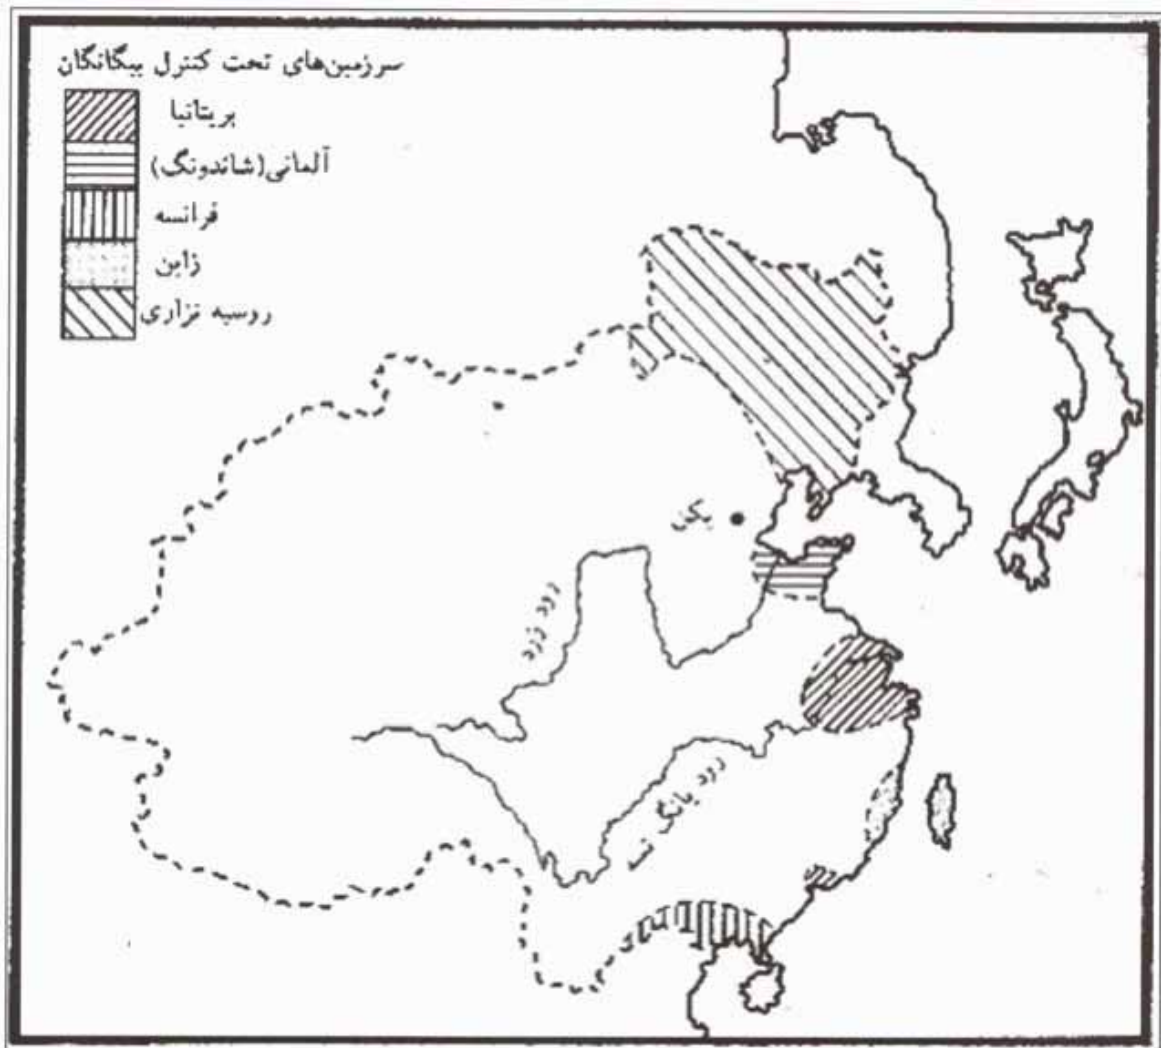 سرزمین‌های تحت کنترل بیگانگان
بریتانیا
آلمانی(شاندونگ)
فرانسه
ژاپن
روسیه تزاری
پکن
رود زرد
رود یانگ تسه